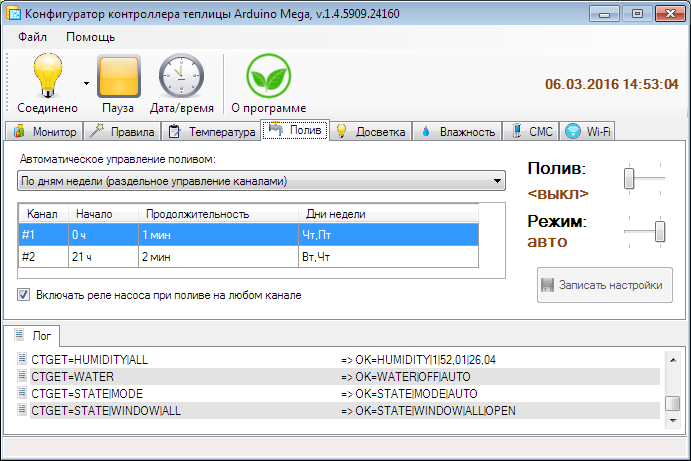 Конфигуратор контроллера теплицы Arduino Mega, v.1.4.5909.24160
Файл Помощь
Соединено Пауза Дата/время О программе
06.03.2016 14:53:04
Монитор Правила Температура Полив Досветка Влажность СМС Wi-Fi
Автоматическое управление поливом:
По дням недели (раздельное управление каналами)
Полив:
<выкл>
Канал Начало Продолжительность Дни недели
#1 0 ч 1 мин Чт,Пт
#2 21 ч 2 мин Вт,Чт
Режим:
авто
Включать реле насоса при поливе на любом канале
Записать настройки
Лог
CTGET=HUMIDITY|ALL => OK=HUMIDITY|1|52,01|26,04
CTGET=WATER => OK=WATER|OFF|AUTO
CTGET=STATE|MODE => OK=STATE|MODE|AUTO
CTGET=STATE|WINDOW|ALL => OK=STATE|WINDOW|ALL|OPEN